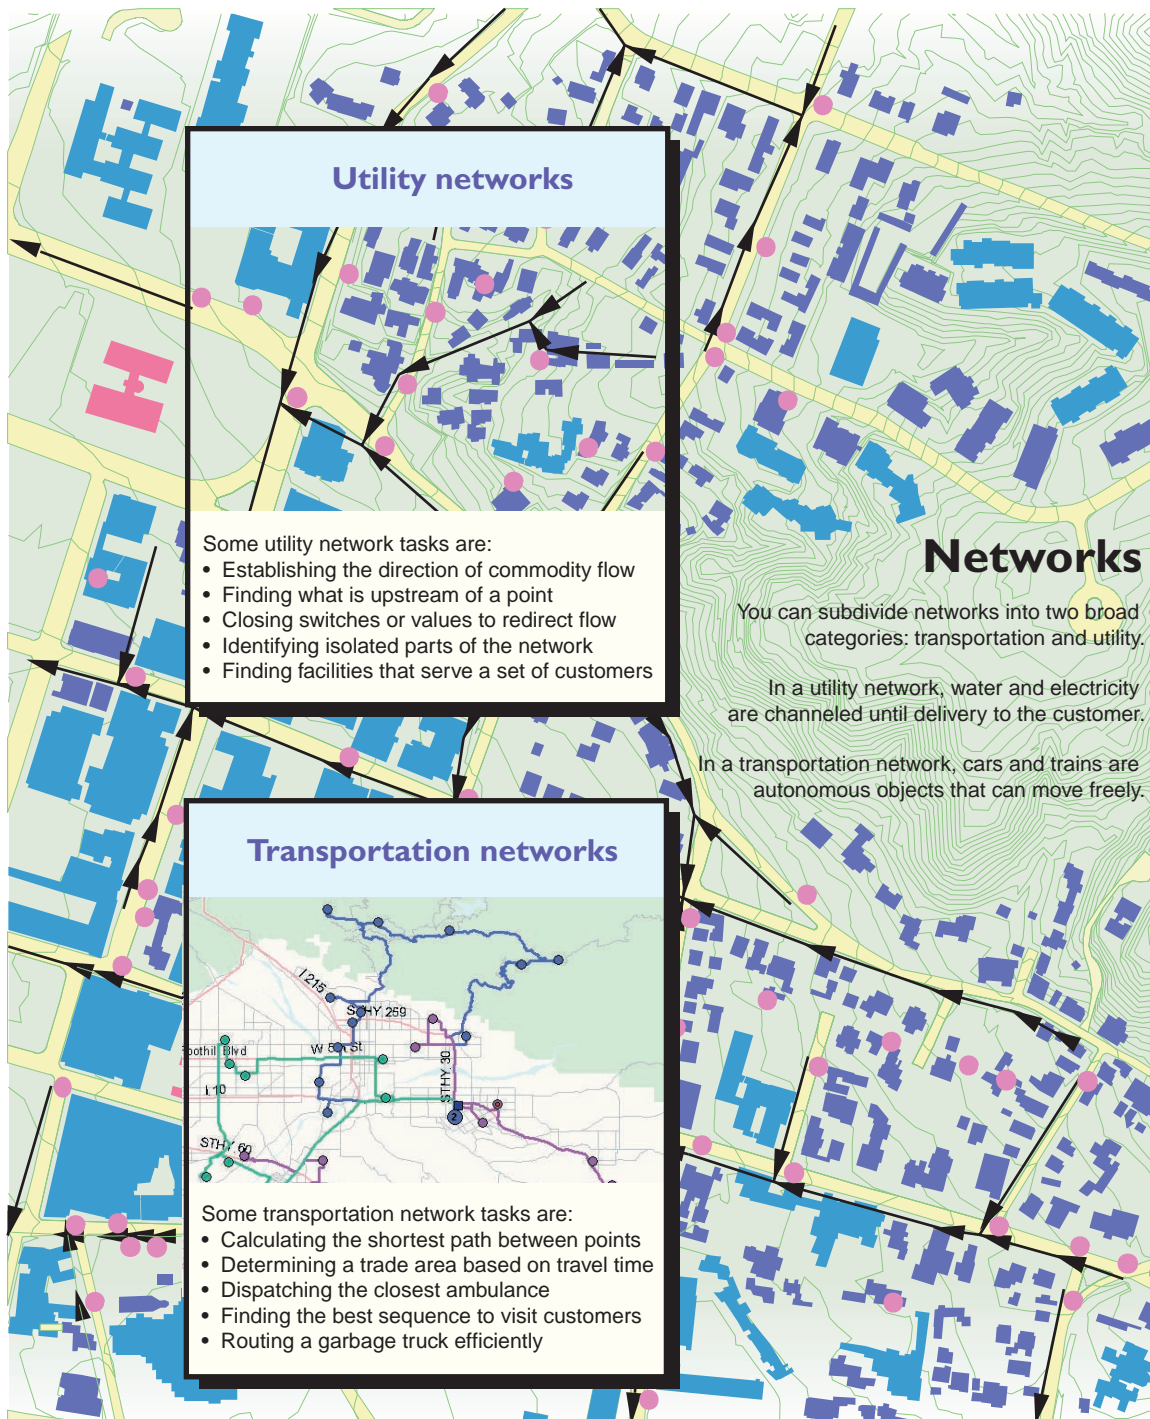 Utility networks
Some utility network tasks are:
• Establishing the direction of commodity flow
• Finding what is upstream of a point
• Closing switches or values to redirect flow
• Identifying isolated parts of the network
• Finding facilities that serve a set of customers
Networks
You can subdivide networks into two broad
categories: transportation and utility.
In a utility network, water and electricity
are channeled until delivery to the customer.
In a transportation network, cars and trains are
autonomous objects that can move freely.
Transportation networks
I 215
STHY 259
W 5th St
STHY 30
I 10
STHY 60
2
Some transportation network tasks are:
• Calculating the shortest path between points
• Determining a trade area based on travel time
• Dispatching the closest ambulance
• Finding the best sequence to visit customers
• Routing a garbage truck efficiently